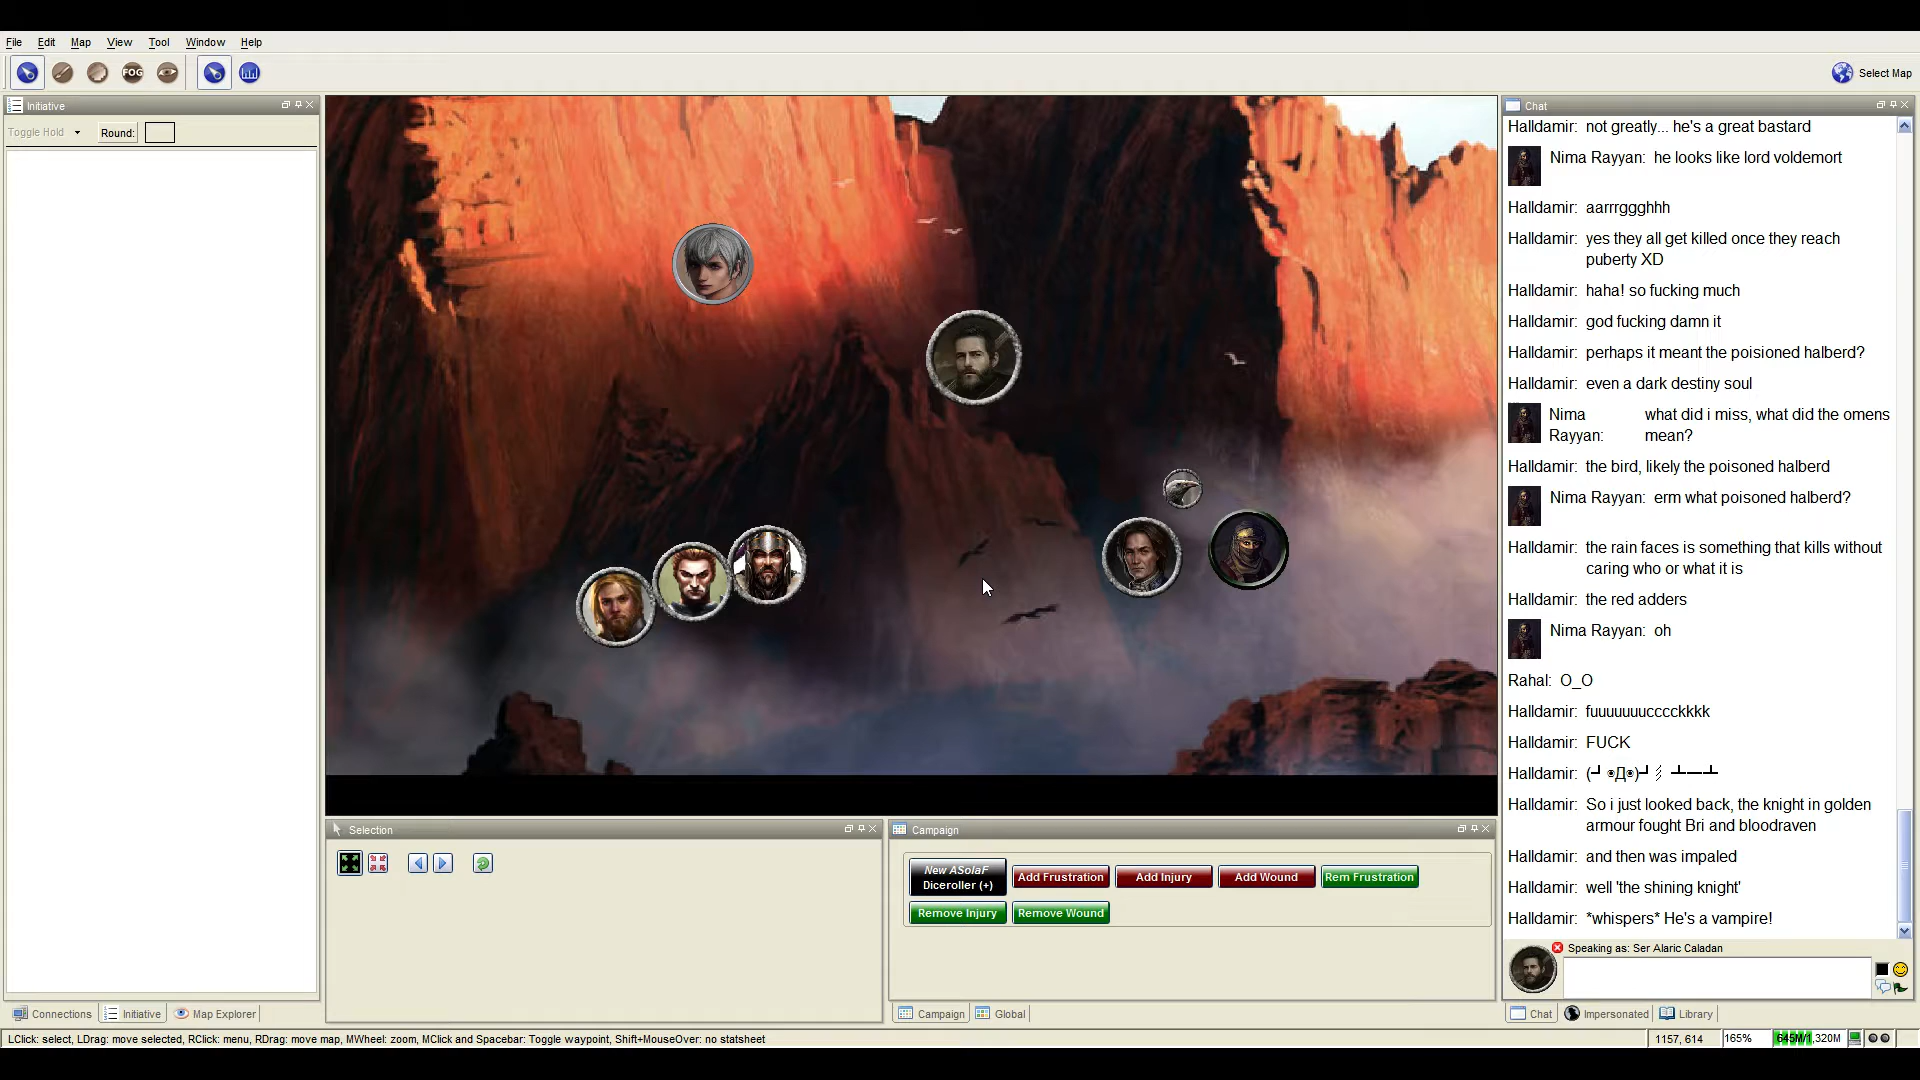 File Edit Map View Tool Window Help
FOG
Select Map
Initiative
Toggle Hold Round:
Chat
Halldamir: not greatly... he's a great bastard
Nima Rayyan: he looks like lord voldemort
Halldamir: aarrrggghhh
Halldamir: yes they all get killed once they reach
puberty XD
Halldamir: haha! so fucking much
Halldamir: god fucking damn it
Halldamir: perhaps it meant the poisioned halberd?
Halldamir: even a dark destiny soul
Nima what did i miss, what did the omens
Rayyan: mean?
Halldamir: the bird, likely the poisoned halberd
Nima Rayyan: erm what poisoned halberd?
Halldamir: the rain faces is something that kills without
caring who or what it is
Halldamir: the red adders
Nima Rayyan: oh
Rahal: O_O
Halldamir: fuuuuuuucccckkkk
Halldamir: FUCK
Halldamir: (┛◉Д◉)┛彡┻━┻
Halldamir: So i just looked back, the knight in golden
armour fought Bri and bloodraven
Halldamir: and then was impaled
Halldamir: well 'the shining knight'
Halldamir: *whispers* He's a vampire!
Speaking as: Ser Alaric Caladan
Selection
Campaign
New ASoIaF
Diceroller (+)
Add Frustration Add Injury Add Wound Rem Frustration
Remove Injury Remove Wound
Connections Initiative Map Explorer
Campaign Global
Chat Impersonated Library
LClick: select, LDrag: move selected, RClick: menu, RDrag: move map, MWheel: zoom, MClick and Spacebar: Toggle waypoint, Shift+MouseOver: no statsheet
1157, 614 165% 645M/1,320M